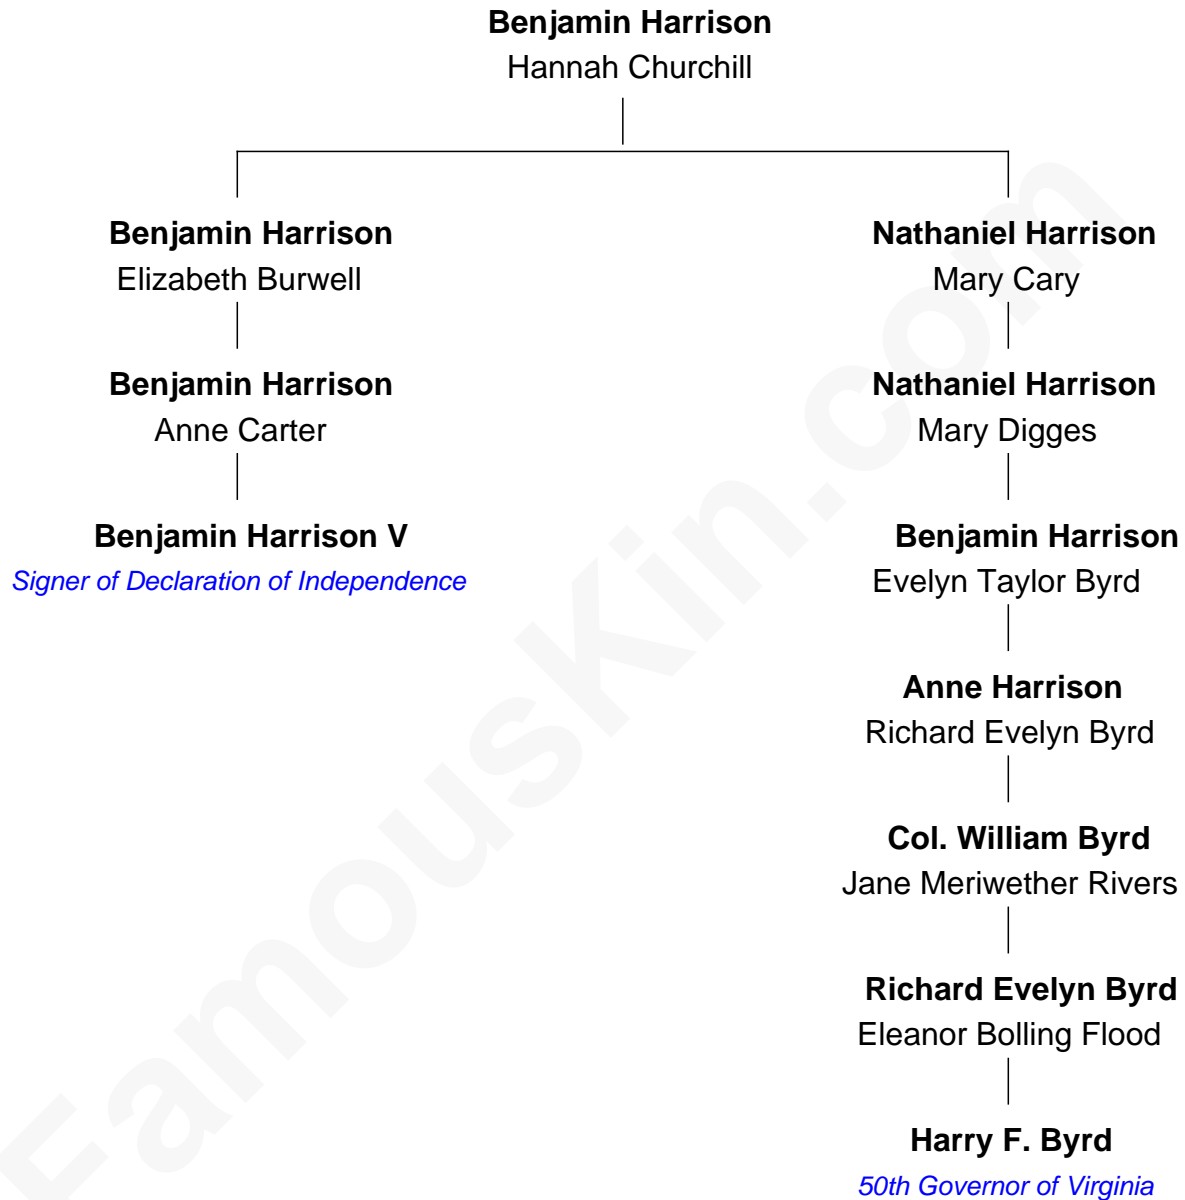 Benjamin Harrison
Hannah Churchill
Benjamin Harrison
Elizabeth Burwell
Benjamin Harrison
Anne Carter
Benjamin Harrison V
Signer of Declaration of Independence
Nathaniel Harrison
Mary Cary
Nathaniel Harrison
Mary Digges
Benjamin Harrison
Evelyn Taylor Byrd
Anne Harrison
Richard Evelyn Byrd
Col. William Byrd
Jane Meriwether Rivers
Richard Evelyn Byrd
Eleanor Bolling Flood
Harry F. Byrd
50th Governor of Virginia
FamousKin.com